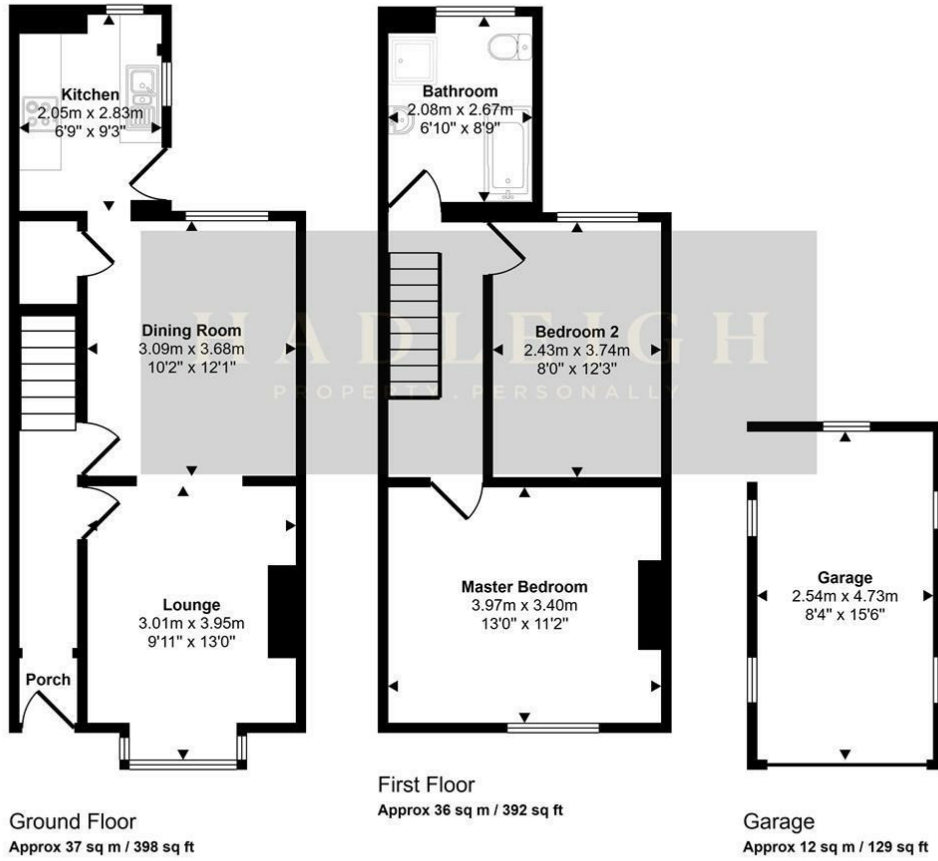 Kitchen
2.05m x 2.83m
6'9" x 9'3"
Dining Room
3.09m x 3.68m
10'2" x 12'1"
Lounge
3.01m x 3.95m
9'11" x 13'0"
Porch
Ground Floor
Approx 37 sq m / 398 sq ft
Bathroom
2.08m x 2.67m
6'10" x 8'9"
Bedroom 2
2.43m x 3.74m
8'0" x 12'3"
Master Bedroom
3.97m x 3.40m
13'0" x 11'2"
First Floor
Approx 36 sq m / 392 sq ft
Garage
2.54m x 4.73m
8'4" x 15'6"
Garage
Approx 12 sq m / 129 sq ft
HADLEIGH
PROPERTY. PERSONALLY